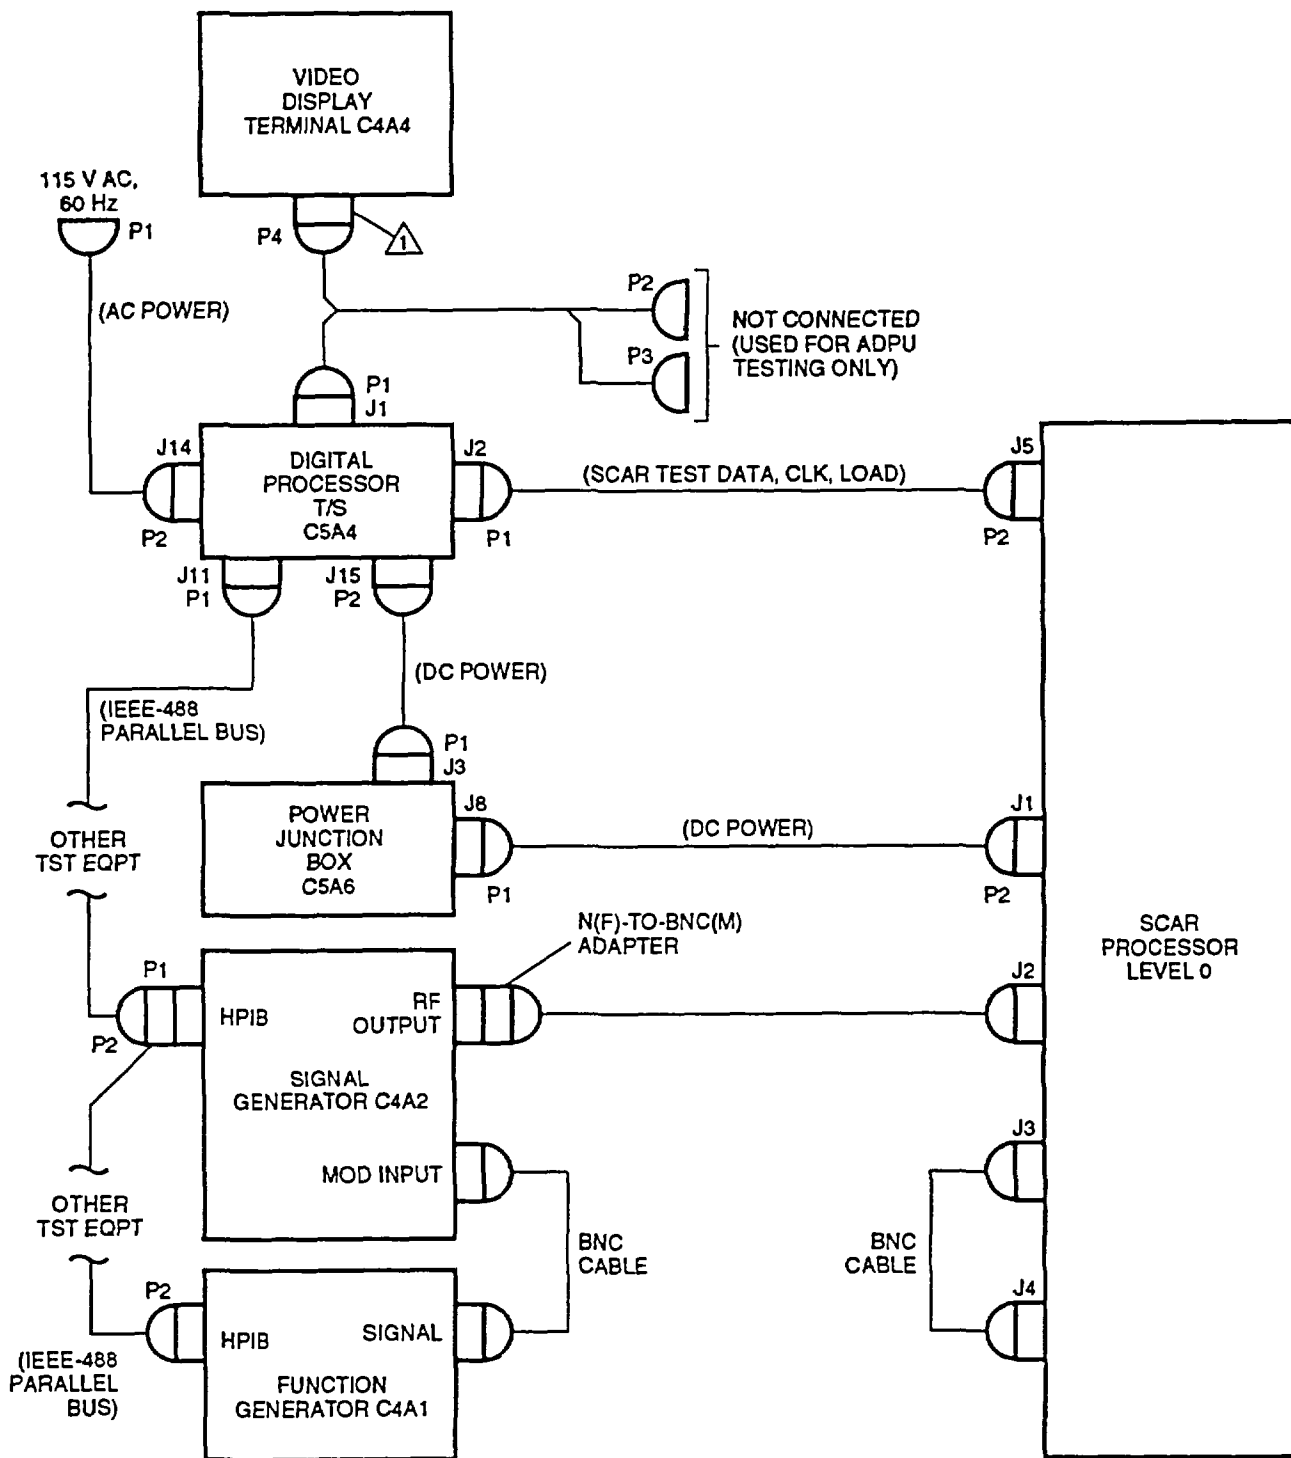 VIDEO
DISPLAY
TERMINAL C4A4
115 V AC,
60 Hz
P1
P4
1
(AC POWER)
P2
P3
NOT CONNECTED
(USED FOR ADPU
TESTING ONLY)
P1
J1
J14
P2
DIGITAL
PROCESSOR
T/S
C5A4
J2
P1
(SCAR TEST DATA, CLK, LOAD)
J5
P2
J11
P1
J15
P2
(DC POWER)
(IEEE-488
PARALLEL BUS)
P1
J3
OTHER
TST EQPT
POWER
JUNCTION
BOX
C5A6
J8
P1
(DC POWER)
J1
P2
N(F)-TO-BNC(M)
ADAPTER
SCAR
PROCESSOR
LEVEL 0
P1
P2
HPIB
RF
OUTPUT
J2
SIGNAL
GENERATOR C4A2
MOD INPUT
J3
OTHER
TST EQPT
BNC
CABLE
BNC
CABLE
J4
P2
HPIB
SIGNAL
(IEEE-488
PARALLEL
BUS)
FUNCTION
GENERATOR C4A1